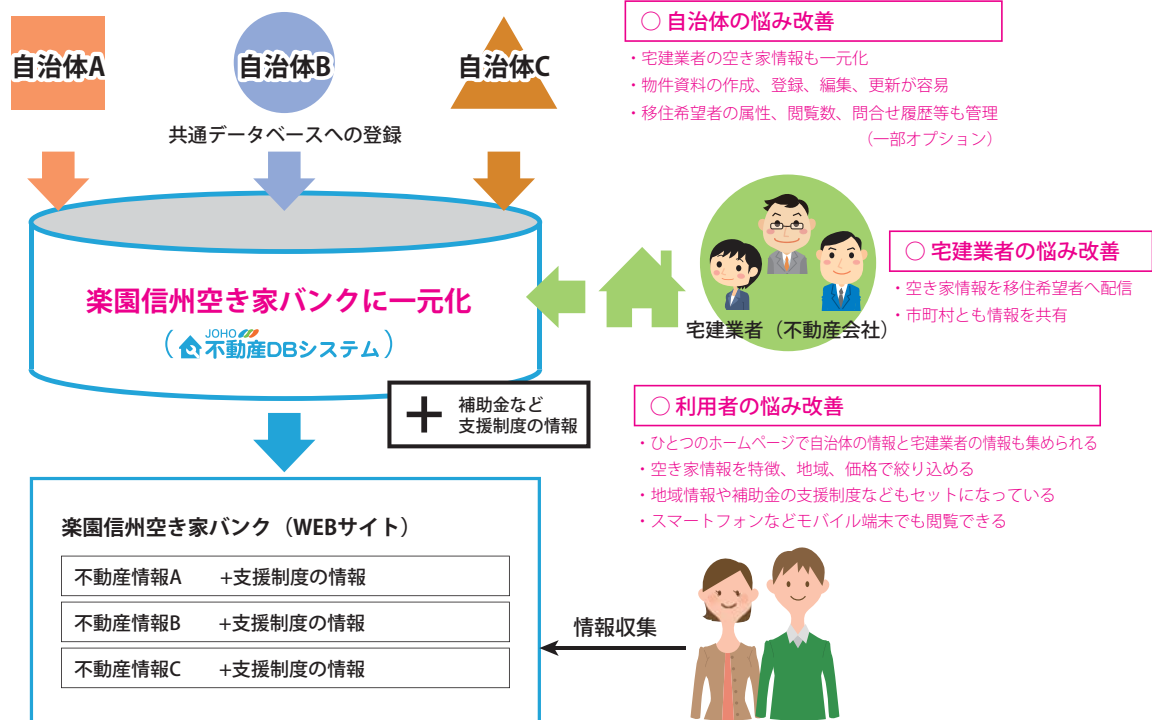 自治体A
自治体B
自治体C
共通データベースへの登録
○ 自治体の悩み改善
・宅建業者の空き家情報も一元化
・物件資料の作成、登録、編集、更新が容易
・移住希望者の属性、閲覧数、問合せ履歴等も管理
（一部オプション）
楽園信州空き家バンクに一元化
（JOHO 不動産DBシステム）
宅建業者（不動産会社）
○ 宅建業者の悩み改善
・空き家情報を移住希望者へ配信
・市町村とも情報を共有
＋ 補助金など
支援制度の情報
○ 利用者の悩み改善
・ひとつのホームページで自治体の情報と宅建業者の情報も集められる
・空き家情報を特徴、地域、価格で絞り込める
・地域情報や補助金の支援制度などもセットになっている
・スマートフォンなどモバイル端末でも閲覧できる
楽園信州空き家バンク（WEBサイト）
不動産情報A +支援制度の情報
不動産情報B +支援制度の情報
不動産情報C +支援制度の情報
情報収集